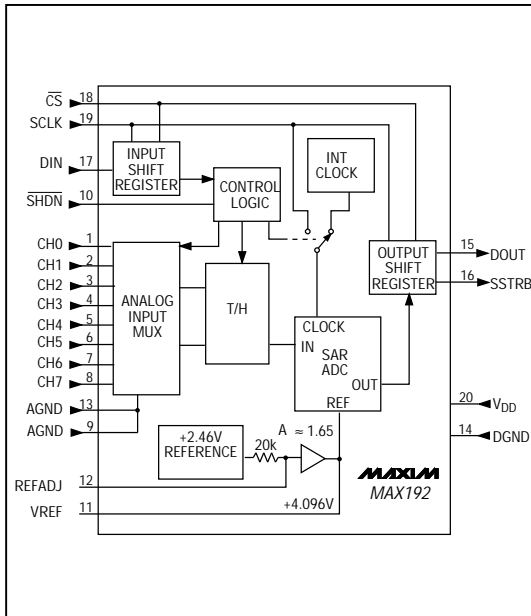 CS 18
SCLK 19
DIN 17
INPUT
SHIFT
REGISTER
SHDN 10
CONTROL
LOGIC
INT
CLOCK
CH0 1
CH1 2
CH2 3
CH3 4
CH4 5
CH5 6
CH6 7
CH7 8
AGND 13
AGND 9
ANALOG
INPUT
MUX
T/H
CLOCK
IN
SAR
ADC
OUT
REF
OUTPUT
SHIFT
REGISTER
15 DOUT
16 SSTRB
20 VDD
14 DGND
+2.46V
REFERENCE
20k
A ≈ 1.65
REFADJ 12
VREF 11
+4.096V
MAXIM
MAX192